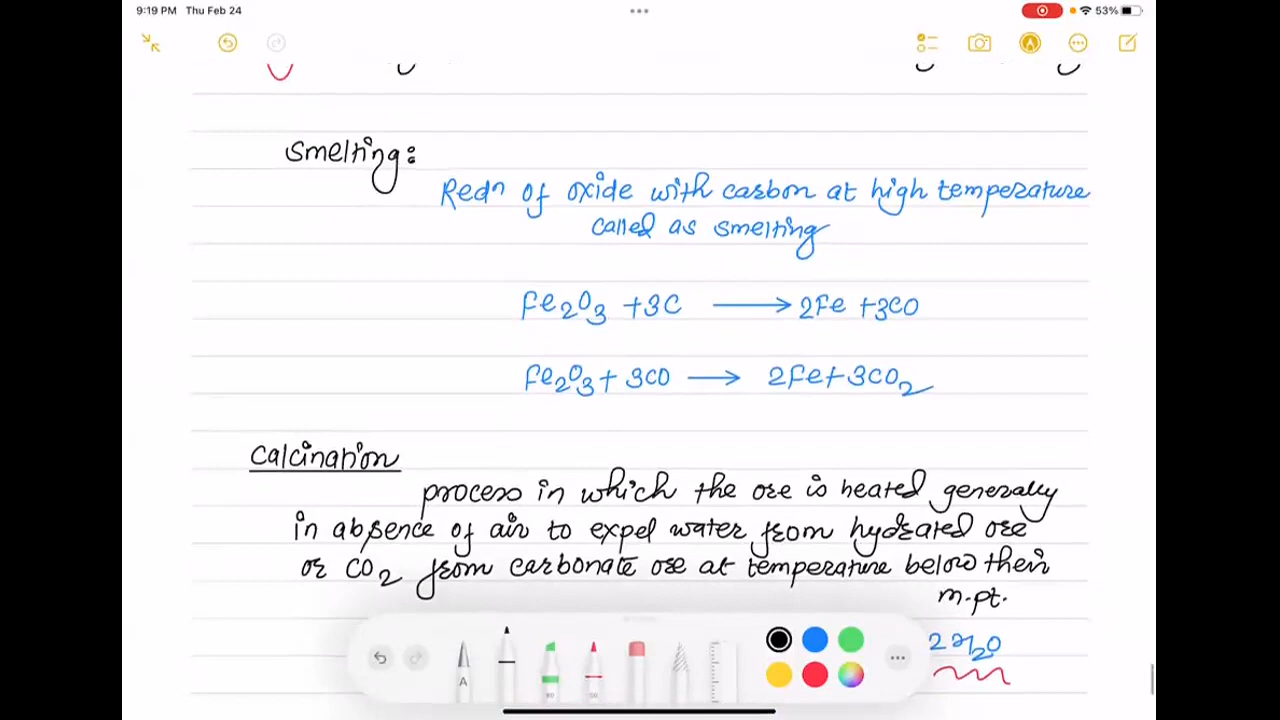 9:19 PM Thu Feb 24
53%
Smelting:
Redn of oxide with carbon at high temperature
called as smelting
Fe2O3 +3C → 2Fe +3CO
Fe2O3 + 3CO → 2Fe+ 3CO2
Calcination
process in which the ore is heated generally
in absence of air to expel water from hydrated ore
or CO2 from carbonate ore at temperature below their
m.pt.
2H2O
A